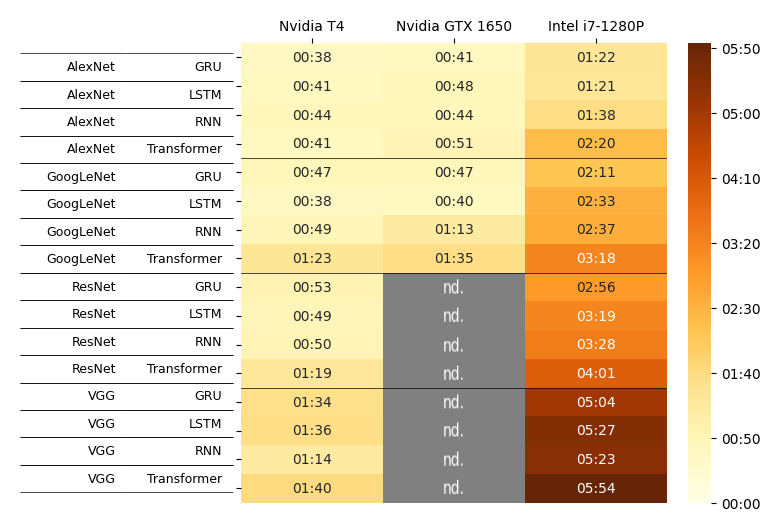 Nvidia T4 Nvidia GTX 1650 Intel i7-1280P
AlexNet GRU 00:38 00:41 01:22
AlexNet LSTM 00:41 00:48 01:21
AlexNet RNN 00:44 00:44 01:38
AlexNet Transformer 00:41 00:51 02:20
GoogLeNet GRU 00:47 00:47 02:11
GoogLeNet LSTM 00:38 00:40 02:33
GoogLeNet RNN 00:49 01:13 02:37
GoogLeNet Transformer 01:23 01:35 03:18
ResNet GRU 00:53 nd. 02:56
ResNet LSTM 00:49 nd. 03:19
ResNet RNN 00:50 nd. 03:28
ResNet Transformer 01:19 nd. 04:01
VGG GRU 01:34 nd. 05:04
VGG LSTM 01:36 nd. 05:27
VGG RNN 01:14 nd. 05:23
VGG Transformer 01:40 nd. 05:54
05:50
05:00
04:10
03:20
02:30
01:40
00:50
00:00